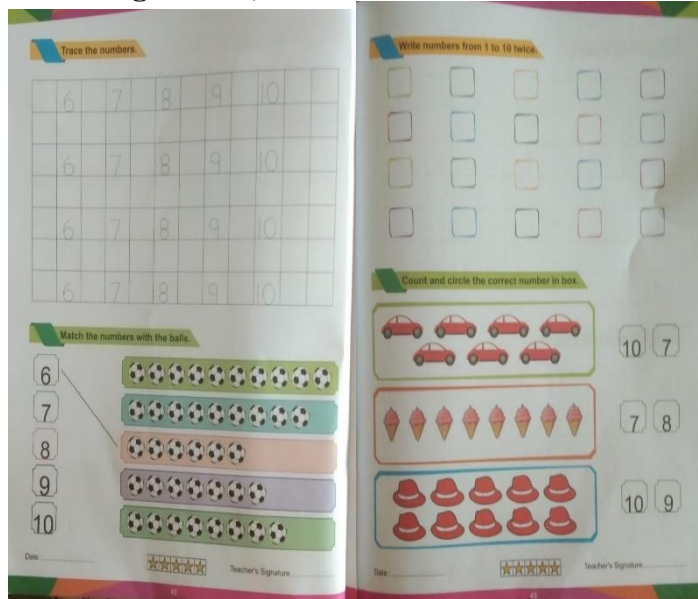 Trace the numbers.
6 7 8 9 10
6 7 8 9 10
6 7 8 9 10
6 7 8 9 10
Match the numbers with the balls.
6
7
8
9
10
Date
Teacher's Signature
Write numbers from 1 to 10 twice.
Count and circle the correct number in box.
10 7
7 8
10 9
Date :
Teacher's Signature
43